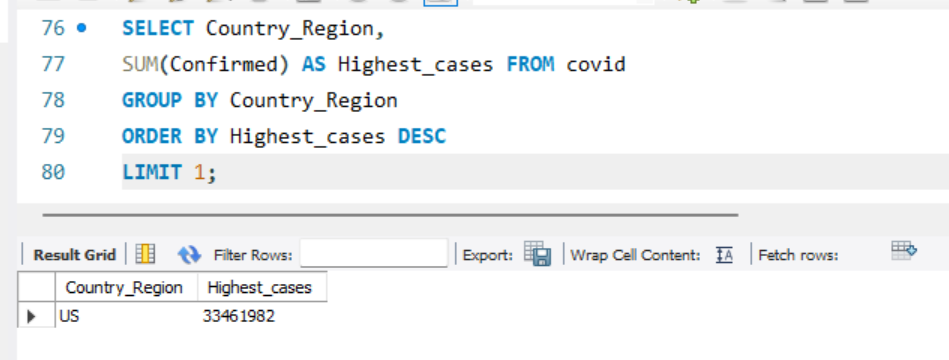 76 SELECT Country_Region,
77 SUM(Confirmed) AS Highest_cases FROM covid
78 GROUP BY Country_Region
79 ORDER BY Highest_cases DESC
80 LIMIT 1;
Result Grid Filter Rows: Export: Wrap Cell Content: Fetch rows:
Country_Region Highest_cases
US 33461982